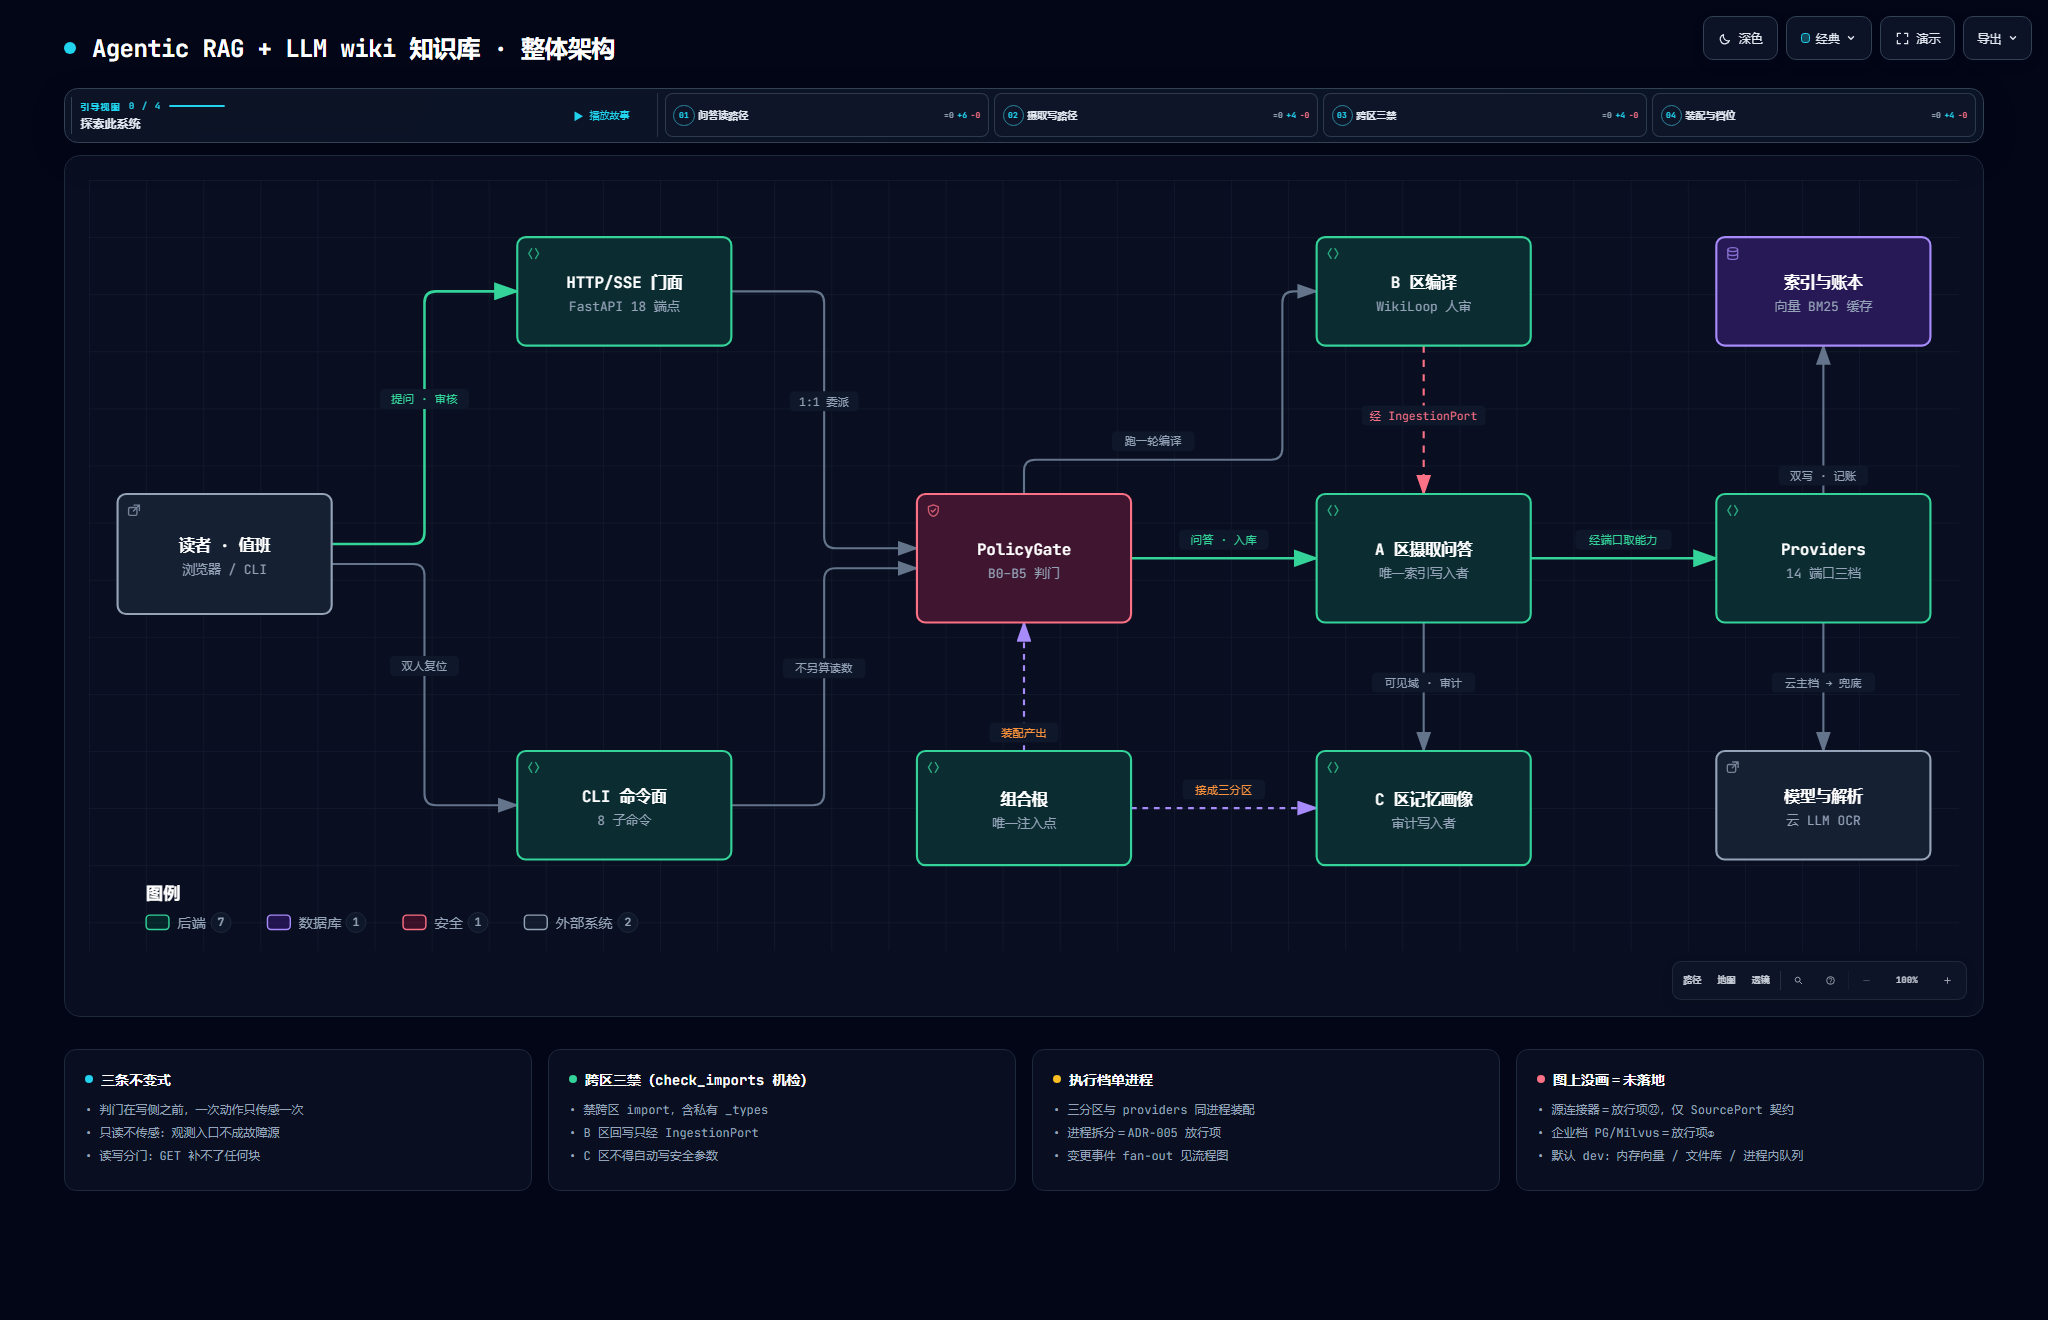 Agentic RAG + LLM wiki 知识库 · 整体架构
深色
经典
演示
导出
引导视图 0 / 4
探索此系统
播放故事
01 问答读路径 =0 +6 -0
02 摄取写路径 =0 +4 -0
03 跨区三禁 =0 +4 -0
04 装配与档位 =0 +4 -0
HTTP/SSE 门面
FastAPI 18 端点
B 区编译
WikiLoop 人审
索引与账本
向量 BM25 缓存
提问 · 审核
1:1 委派
经 IngestionPort
跑一轮编译
双写 · 记账
读者 · 值班
浏览器 / CLI
PolicyGate
B0-B5 判门
问答 · 入库
A 区摄取问答
唯一索引写入者
经端口取能力
Providers
14 端口三档
双人复位
不另算读数
可见域 · 审计
云主档 → 兜底
装配产出
CLI 命令面
8 子命令
组合根
唯一注入点
接成三分区
C 区记忆画像
审计写入者
模型与解析
云 LLM OCR
图例
后端 7
数据库 1
安全 1
外部系统 2
路径
地图
透镜
100%
三条不变式
• 判门在写侧之前，一次动作只传感一次
• 只读不传感: 观测入口不成故障源
• 读写分门: GET 补不了任何块
跨区三禁 (check_imports 机检)
• 禁跨区 import，含私有 _types
• B 区回写只经 IngestionPort
• C 区不得自动写安全参数
执行档单进程
• 三分区与 providers 同进程装配
• 进程拆分=ADR-005 放行项
• 变更事件 fan-out 见流程图
图上没画=未落地
• 源连接器=放行项，仅 SourcePort 契约
• 企业档 PG/Milvus=放行项
• 默认 dev: 内存向量 / 文件库 / 进程内队列